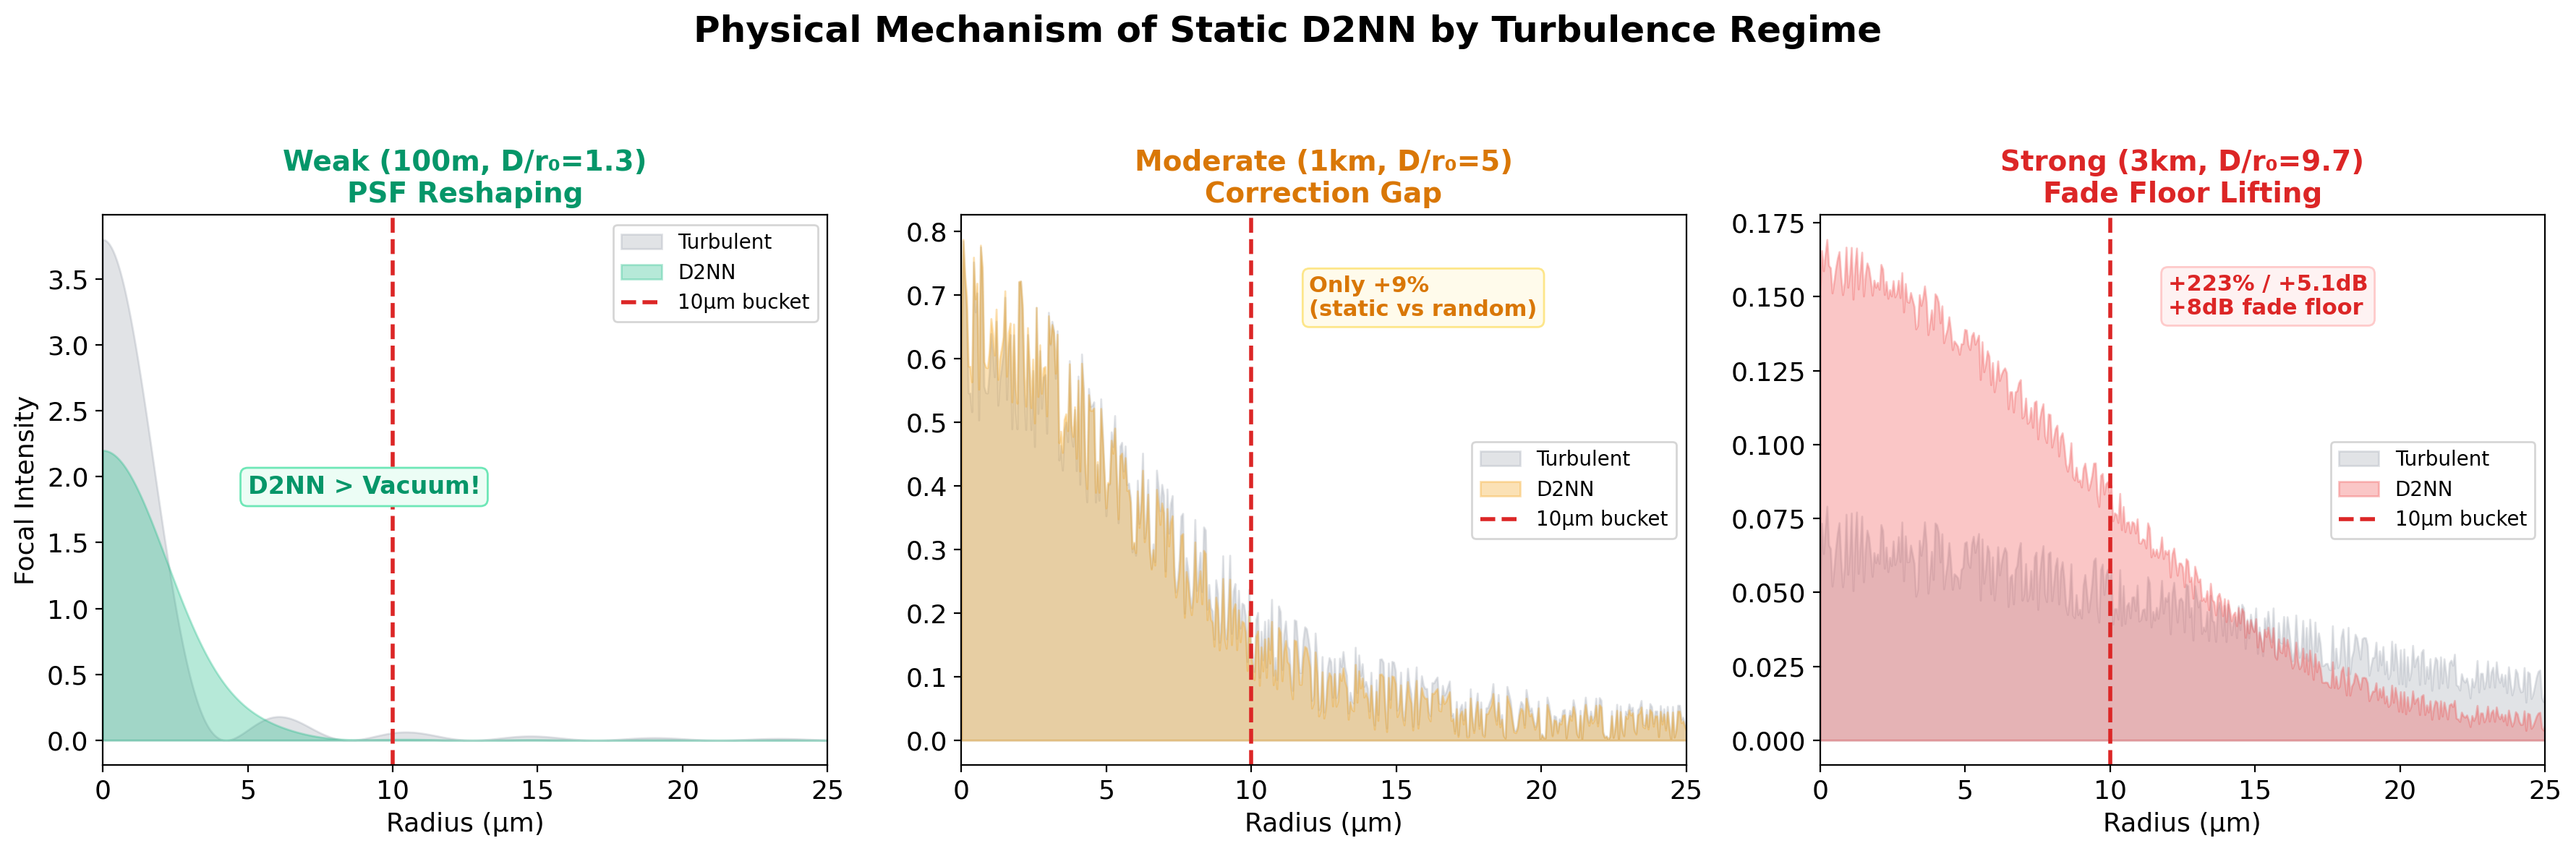 Physical Mechanism of Static D2NN by Turbulence Regime
Weak (100m, D/r₀=1.3)
PSF Reshaping
Focal Intensity
3.5
3.0
2.5
2.0
1.5
1.0
0.5
0.0
Turbulent
D2NN
10μm bucket
D2NN > Vacuum!
0 5 10 15 20 25
Radius (μm)
Moderate (1km, D/r₀=5)
Correction Gap
0.8
0.7
0.6
0.5
0.4
0.3
0.2
0.1
0.0
Only +9%
(static vs random)
Turbulent
D2NN
10μm bucket
0 5 10 15 20 25
Radius (μm)
Strong (3km, D/r₀=9.7)
Fade Floor Lifting
0.175
0.150
0.125
0.100
0.075
0.050
0.025
0.000
+223% / +5.1dB
+8dB fade floor
Turbulent
D2NN
10μm bucket
0 5 10 15 20 25
Radius (μm)